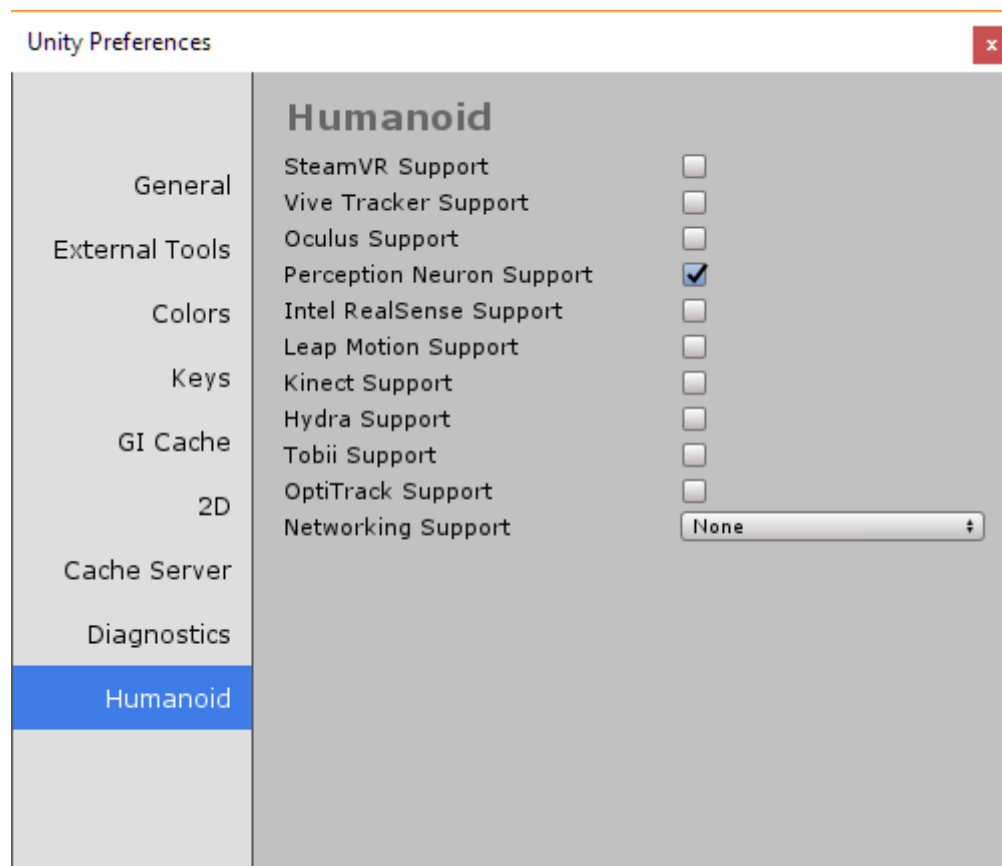 Unity Preferences
x
General
External Tools
Colors
Keys
GI Cache
2D
Cache Server
Diagnostics
Humanoid
Humanoid
SteamVR Support
Vive Tracker Support
Oculus Support
Perception Neuron Support
Intel RealSense Support
Leap Motion Support
Kinect Support
Hydra Support
Tobii Support
OptiTrack Support
Networking Support None